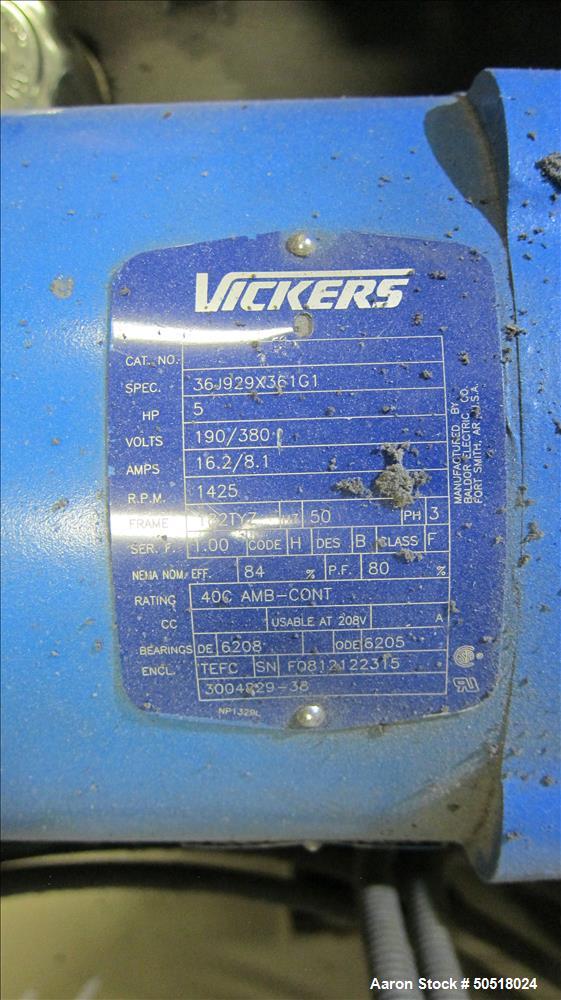 VICKERS
CAT. NO.
SPEC. 36J929X361G1
HP 5
VOLTS 190/380
AMPS 16.2/8.1
R.P.M. 1425
FRAME HZ 50 PH 3
SER. F. 1.00 CODE H DES B CLASS F
NEMA NOM. EFF. 84 % P.F. 80 %
RATING 40C AMB-CONT
CC USABLE AT 208V A
BEARINGS DE 6208 ODE 6205
ENCL. TEFC SN F0812122315
NP1329L
MANUFACTURED BY
BALDOR ELECTRIC CO.
FORT SMITH, AR U.S.A.
Aaron Stock # 50518024